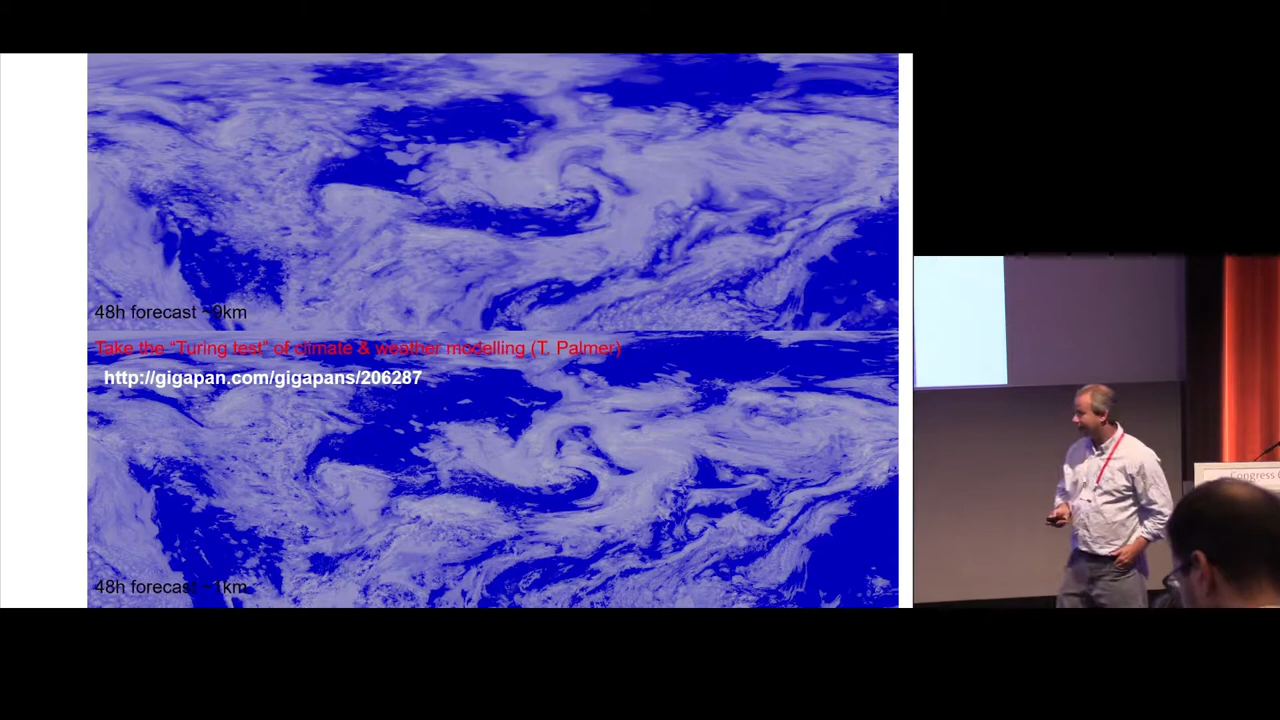 48h forecast ~9km
Take the “Turing test” of climate & weather modelling (T. Palmer)
http://gigapan.com/gigapans/206287
48h forecast ~1km
Congress